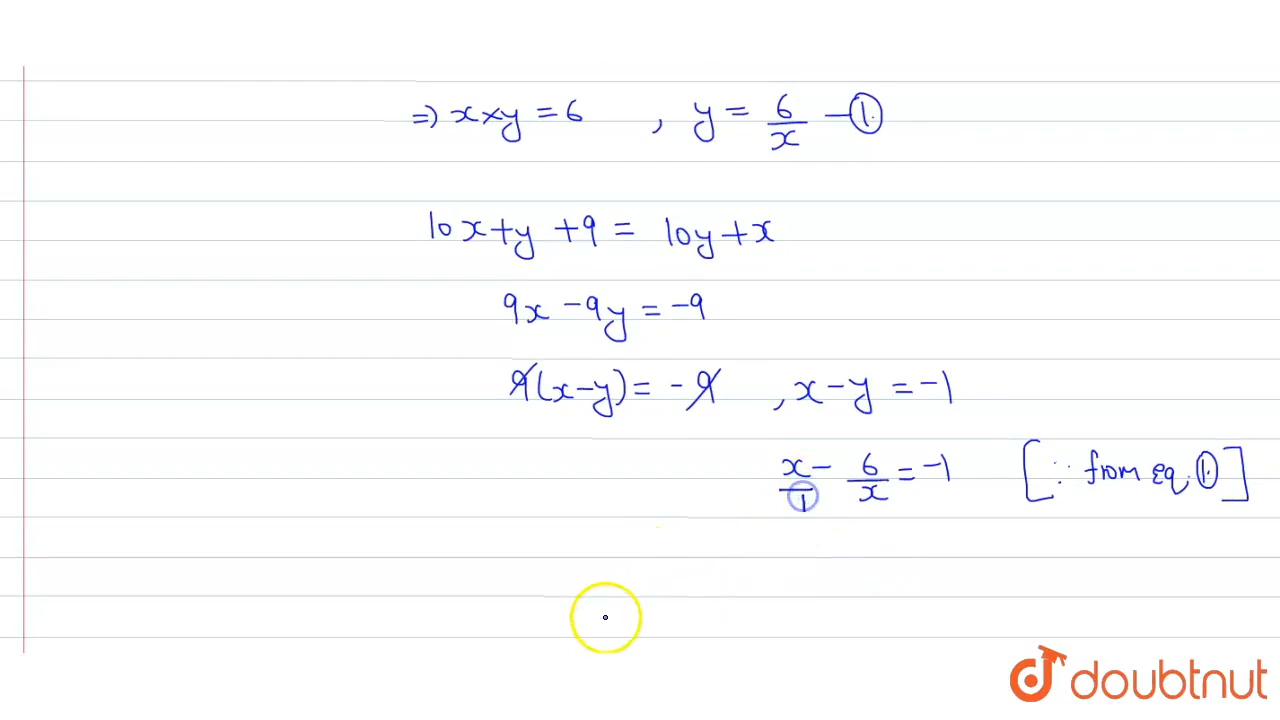 ⇒) x×y = 6 , y = 6/x – ①
10x+y +9 = 10y+x
9x –9y = –9
9(x–y) = –9 , x–y = –1
x/1 – 6/x = –1 [∵ from eq. ①]
doubtnut